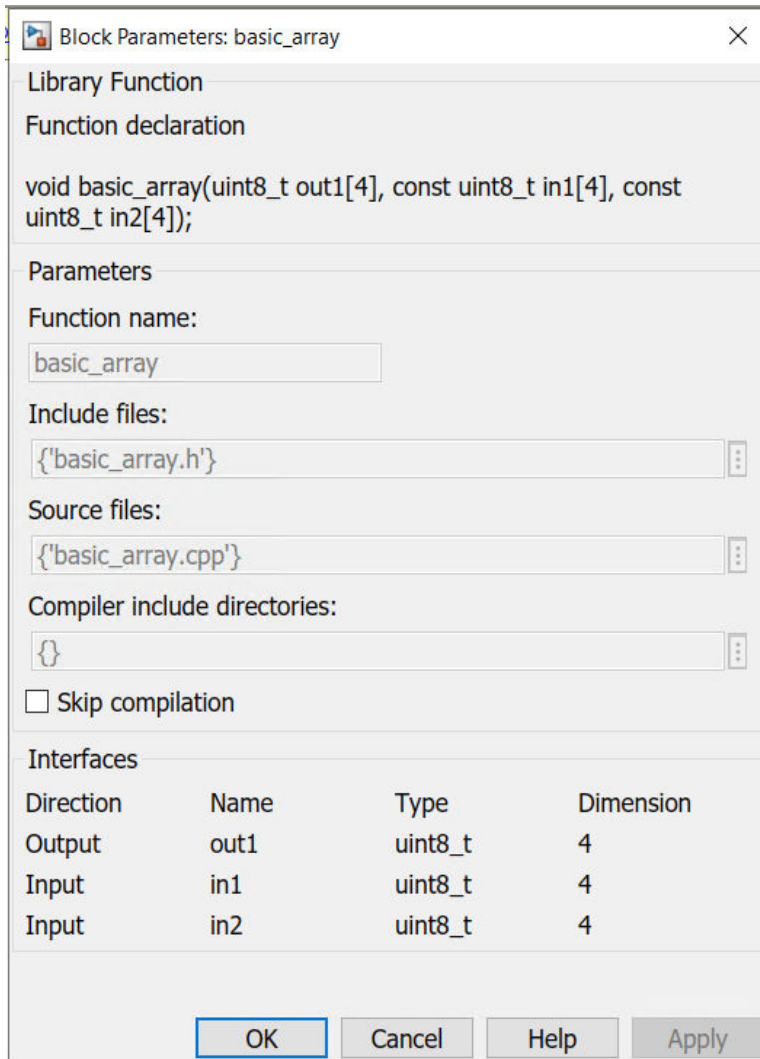 Block Parameters: basic_array
Library Function
Function declaration
void basic_array(uint8_t out1[4], const uint8_t in1[4], const
uint8_t in2[4]);
Parameters
Function name:
basic_array
Include files:
{'basic_array.h'}
Source files:
{'basic_array.cpp'}
Compiler include directories:
{}
Skip compilation
Interfaces
Direction Name Type Dimension
Output out1 uint8_t 4
Input in1 uint8_t 4
Input in2 uint8_t 4
OK Cancel Help Apply